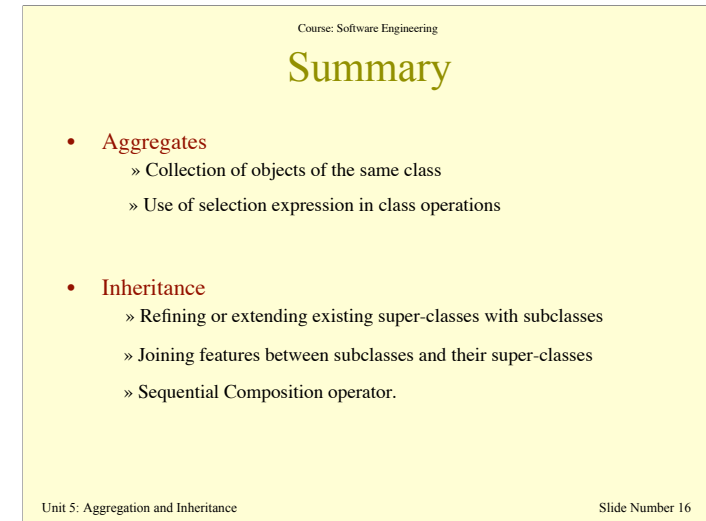 Course: Software Engineering
Summary
• Aggregates
» Collection of objects of the same class
» Use of selection expression in class operations
• Inheritance
» Refining or extending existing super-classes with subclasses
» Joining features between subclasses and their super-classes
» Sequential Composition operator.
Unit 5: Aggregation and Inheritance Slide Number 16